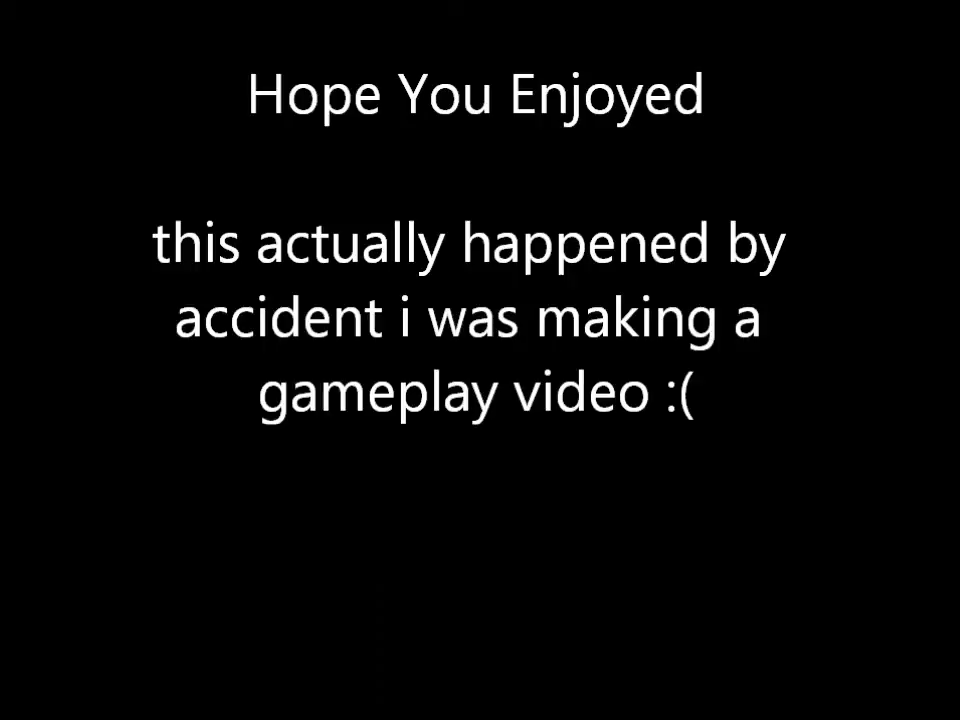 Hope You Enjoyed
this actually happened by
accident i was making a
gameplay video :(